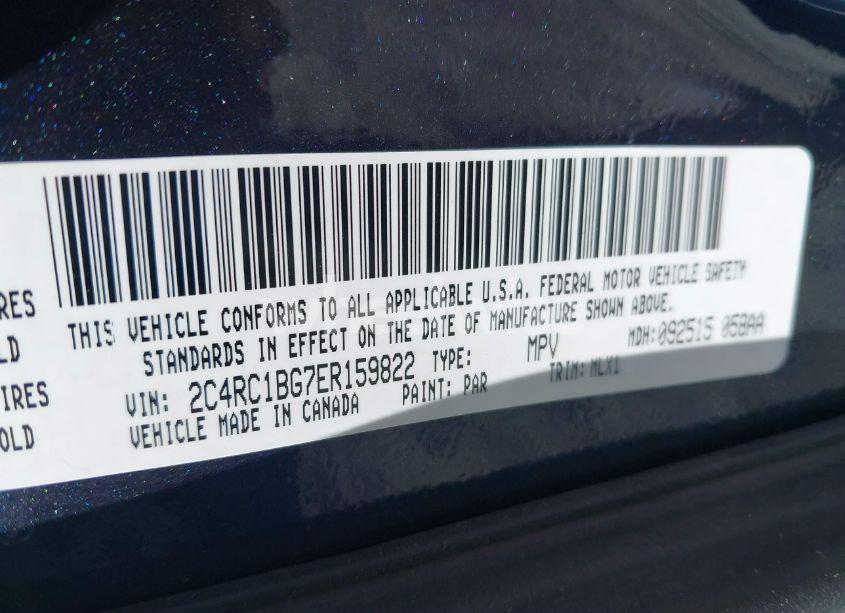 THIS VEHICLE CONFORMS TO ALL APPLICABLE U.S.A. FEDERAL MOTOR VEHICLE SAFETY
STANDARDS IN EFFECT ON THE DATE OF MANUFACTURE SHOWN ABOVE.
VIN: 2C4RC1BG7ER159822 TYPE: MPV MDH:092515 058AA
VEHICLE MADE IN CANADA PAINT: PAR TRIM: MLX1
IRES
LD
IRES
OLD